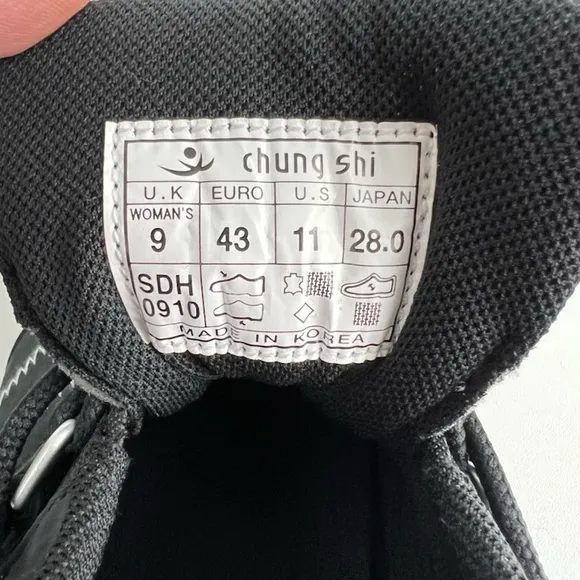 chung shi
U.K EURO U.S JAPAN
WOMAN'S
9 43 11 28.0
SDH
0910
MADE IN KOREA